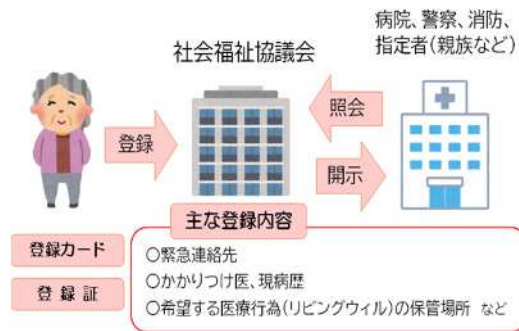 病院、警察、消防、
指定者(親族など)
社会福祉協議会
登録
照会
開示
主な登録内容
登録カード
登録証
○緊急連絡先
○かかりつけ医、現病歴
○希望する医療行為(リビングウィル)の保管場所 など